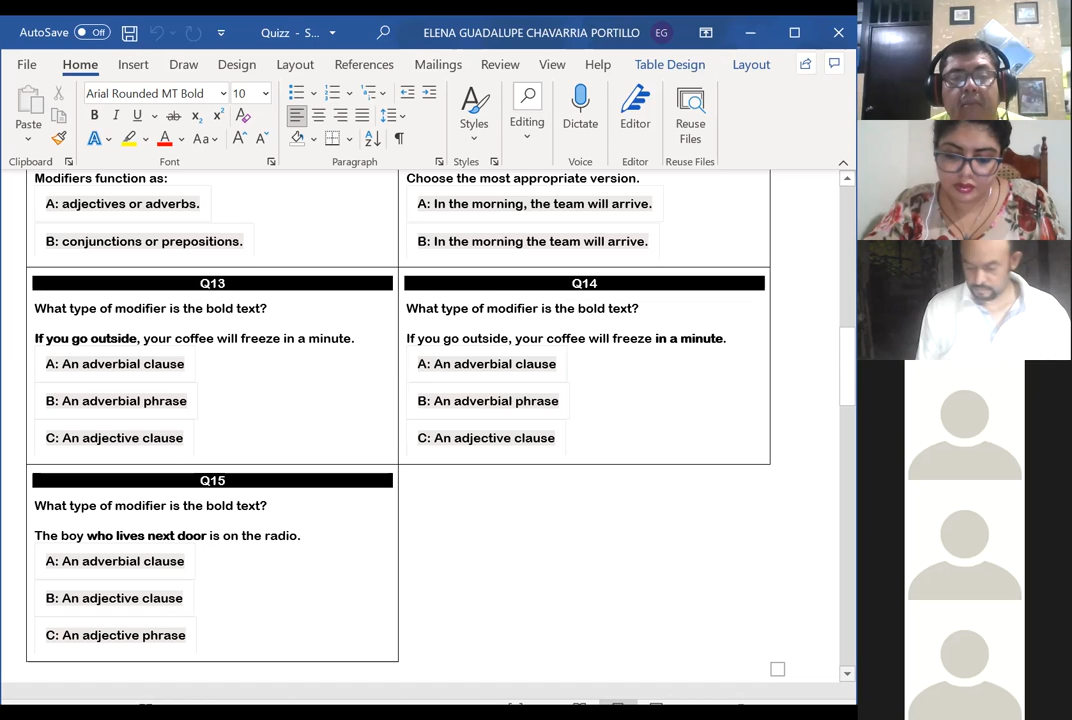 AutoSave Off Quizz - S... ELENA GUADALUPE CHAVARRIA PORTILLO EG
File Home Insert Draw Design Layout References Mailings Review View Help Table Design Layout
Paste
Arial Rounded MT Bold 10
B I U ab x₂ x² A
A A Aa A A
Styles
Editing
Dictate
Editor
Reuse
Files
Clipboard Font Paragraph Styles Voice Editor Reuse Files
Modifiers function as:
A: adjectives or adverbs.
B: conjunctions or prepositions.
Choose the most appropriate version.
A: In the morning, the team will arrive.
B: In the morning the team will arrive.
Q13
What type of modifier is the bold text?
If you go outside, your coffee will freeze in a minute.
A: An adverbial clause
B: An adverbial phrase
C: An adjective clause
Q14
What type of modifier is the bold text?
If you go outside, your coffee will freeze in a minute.
A: An adverbial clause
B: An adverbial phrase
C: An adjective clause
Q15
What type of modifier is the bold text?
The boy who lives next door is on the radio.
A: An adverbial clause
B: An adjective clause
C: An adjective phrase